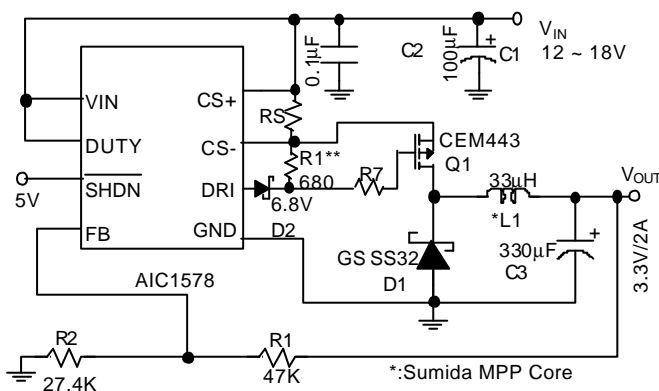 VIN
12 ~ 18V
0.1µF
C2
100µF
+
C1
VIN
CS+
RS
DUTY
CS-
R1**
680
CEM443
Q1
SHDN
5V
DRI
6.8V
R7
33µH
*L1
VOUT
FB
GND
D2
GS SS32
D1
330µF
+
C3
3.3V/2A
AIC1578
R2
27.4K
R1
47K
*:Sumida MPP Core